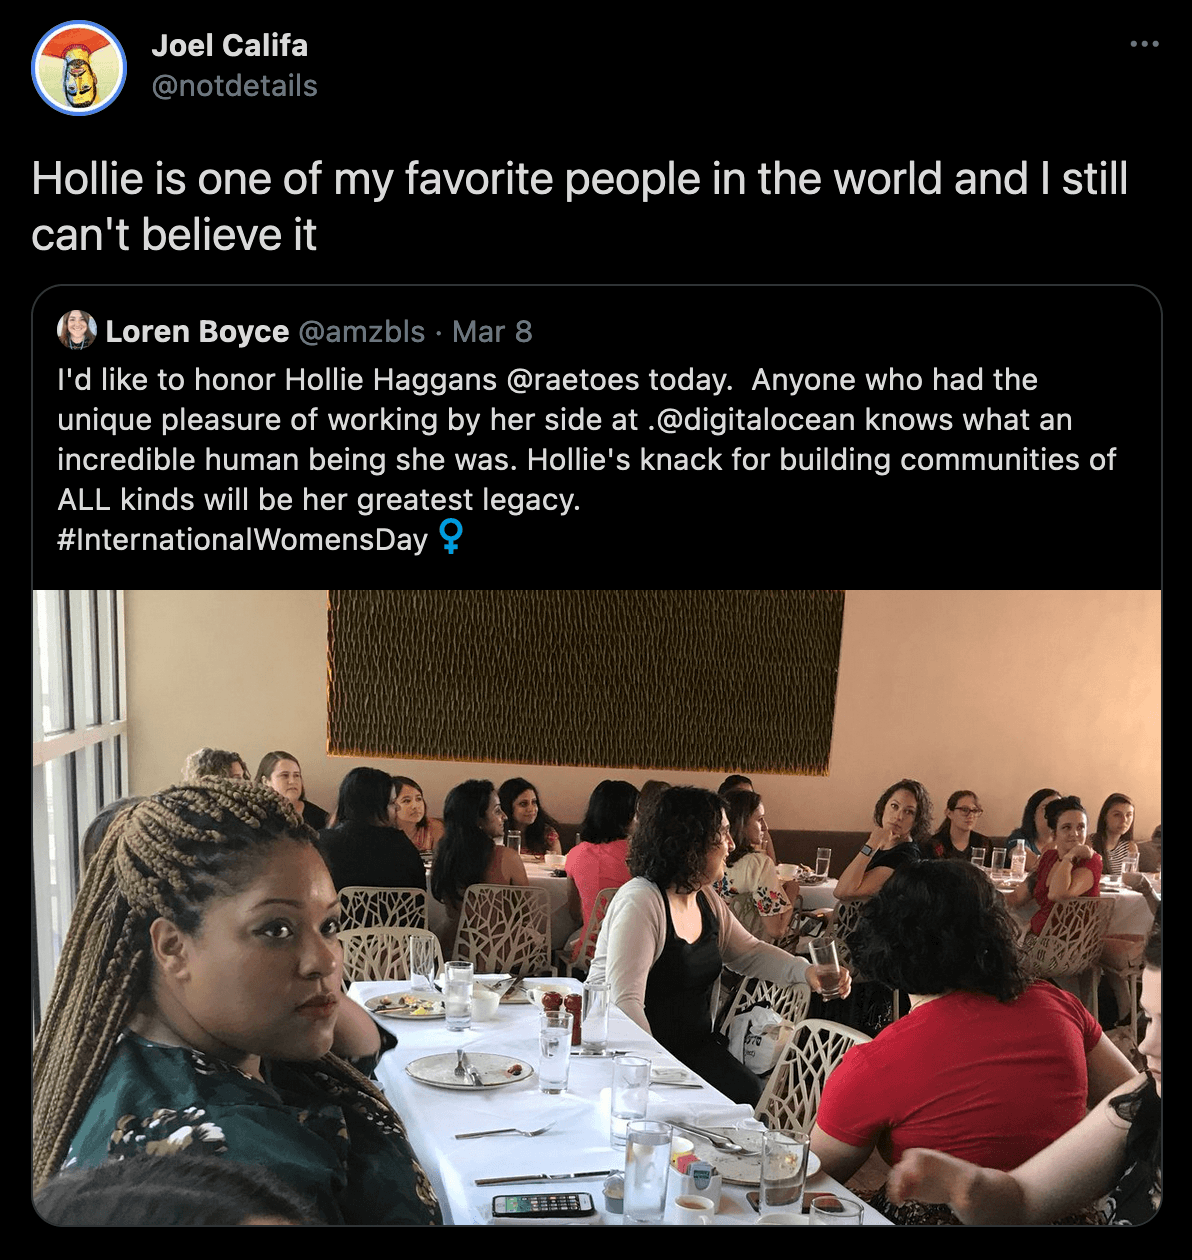 Joel Califa
@notdetails
Hollie is one of my favorite people in the world and I still
can't believe it
Loren Boyce @amzbls · Mar 8
I'd like to honor Hollie Haggans @raetoes today.  Anyone who had the
unique pleasure of working by her side at .@digitalocean knows what an
incredible human being she was. Hollie's knack for building communities of
ALL kinds will be her greatest legacy.
#InternationalWomensDay ♀